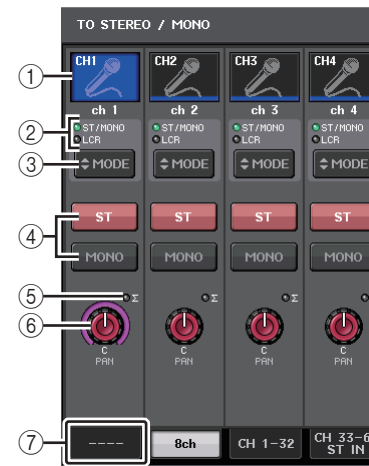 TO STEREO / MONO
CH1 CH2 CH3 CH4
①
ch 1 ch 2 ch 3 ch 4
② ST/MONO ST/MONO ST/MONO ST/MONO
LCR LCR LCR LCR
③ MODE MODE MODE MODE
④ ST ST ST ST
MONO MONO MONO MONO
⑤ Σ Σ Σ
⑥
C C C C
PAN PAN PAN PAN
⑦ ---- 8ch CH 1-32 CH 33-6
ST IN